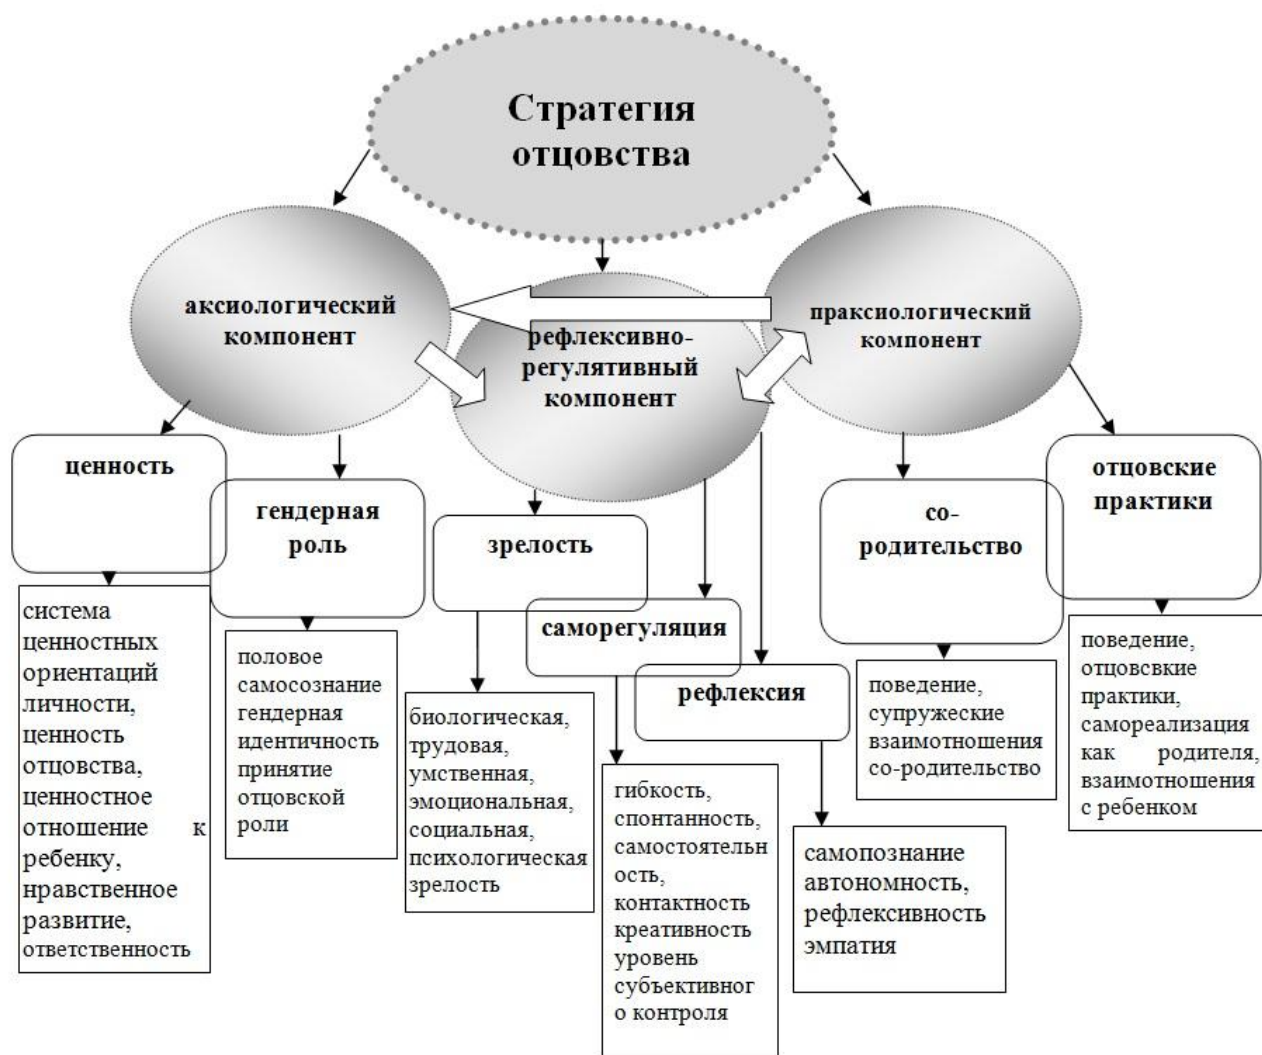 Стратегия
отцовства
аксиологический
компонент
рефлексивно-
регулятивный
компонент
праксиологический
компонент
ценность
гендерная
роль
зрелость
саморегуляция
рефлексия
со-
родительство
отцовские
практики
система
ценностных
ориентаций
личности,
ценность
отцовства,
ценностное
отношение к
ребенку,
нравственное
развитие,
ответственность
половое
самосознание
гендерная
идентичность
принятие
отцовской
роли
биологическая,
трудовая,
умственная,
эмоциональная,
социальная,
психологическая
зрелость
гибкость,
спонтанность,
самостоятельн
ость,
контактность
креативность
уровень
субъективног
о контроля
самопознание
автономность,
рефлексивность
эмпатия
поведение,
супружеские
взаимотношения
со-родительство
поведение,
отцовсвкие
практики,
самореализация
как родителя,
взаимотношения
с ребенком